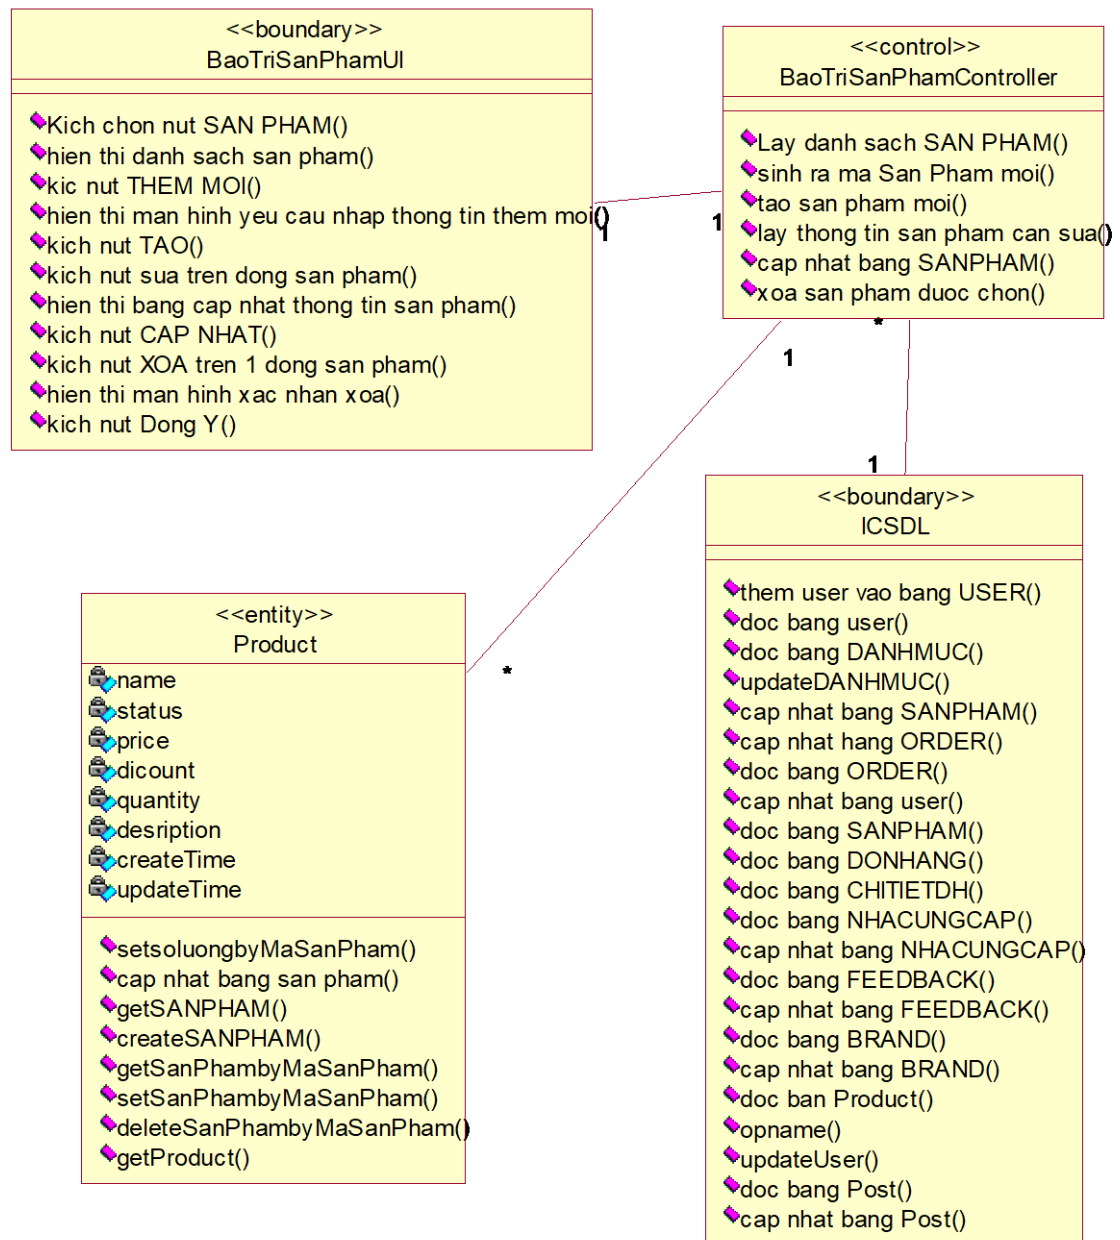 <<boundary>>
BaoTriSanPhamUI
Kich chon nut SAN PHAM()
hien thi danh sach san pham()
kic nut THEM MOI()
hien thi man hinh yeu cau nhap thong tin them moi()
kich nut TAO()
kich nut sua tren dong san pham()
hien thi bang cap nhat thong tin san pham()
kich nut CAP NHAT()
kich nut XOA tren 1 dong san pham()
hien thi man hinh xac nhan xoa()
kich nut Dong Y()
<<control>>
BaoTriSanPhamController
Lay danh sach SAN PHAM()
sinh ra ma San Pham moi()
tao san pham moi()
lay thong tin san pham can sua()
cap nhat bang SANPHAM()
xoa san pham duoc chon()
1
1
*
1
1
*
<<entity>>
Product
name
status
price
dicount
quantity
desription
createTime
updateTime
setsoluongbyMaSanPham()
cap nhat bang san pham()
getSANPHAM()
createSANPHAM()
getSanPhambyMaSanPham()
setSanPhambyMaSanPham()
deleteSanPhambyMaSanPham()
getProduct()
<<boundary>>
ICSDL
them user vao bang USER()
doc bang user()
doc bang DANHMUC()
updateDANHMUC()
cap nhat bang SANPHAM()
cap nhat hang ORDER()
doc bang ORDER()
cap nhat bang user()
doc bang SANPHAM()
doc bang DONHANG()
doc bang CHITIETDH()
doc bang NHACUNGCAP()
cap nhat bang NHACUNGCAP()
doc bang FEEDBACK()
cap nhat bang FEEDBACK()
doc bang BRAND()
cap nhat bang BRAND()
doc ban Product()
opname()
updateUser()
doc bang Post()
cap nhat bang Post()